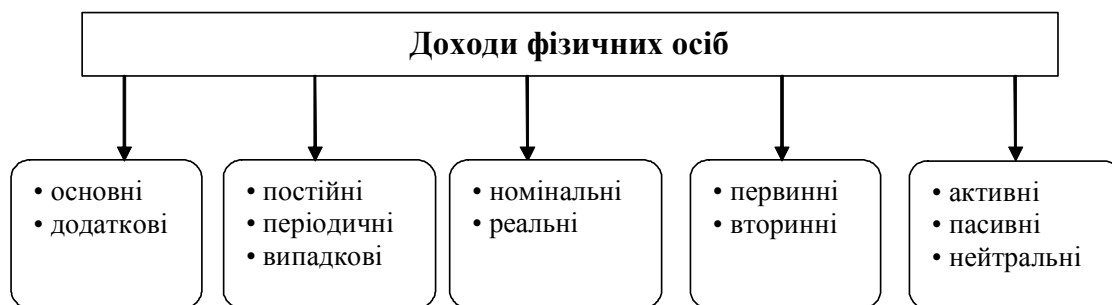 Доходи фізичних осіб
• основні
• додаткові
• постійні
• періодичні
• випадкові
• номінальні
• реальні
• первинні
• вторинні
• активні
• пасивні
• нейтральні